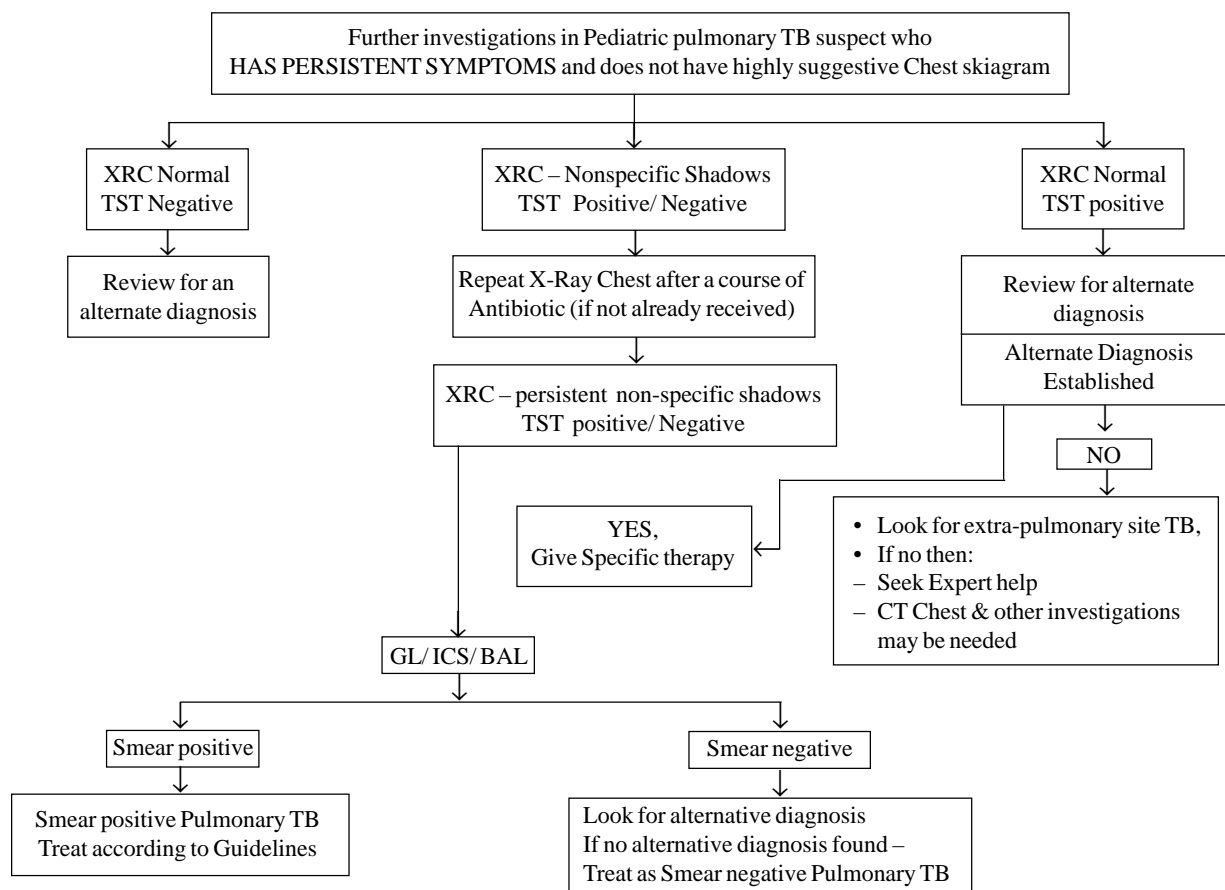 Further investigations in Pediatric pulmonary TB suspect who
HAS PERSISTENT SYMPTOMS and does not have highly suggestive Chest skiagram
XRC Normal
TST Negative
XRC – Nonspecific Shadows
TST Positive/ Negative
XRC Normal
TST positive
Review for an
alternate diagnosis
Repeat X-Ray Chest after a course of
Antibiotic (if not already received)
Review for alternate
diagnosis
Alternate Diagnosis
Established
XRC – persistent non-specific shadows
TST positive/ Negative
NO
YES,
Give Specific therapy
• Look for extra-pulmonary site TB,
• If no then:
– Seek Expert help
– CT Chest & other investigations
may be needed
GL/ ICS/ BAL
Smear positive
Smear negative
Smear positive Pulmonary TB
Treat according to Guidelines
Look for alternative diagnosis
If no alternative diagnosis found –
Treat as Smear negative Pulmonary TB